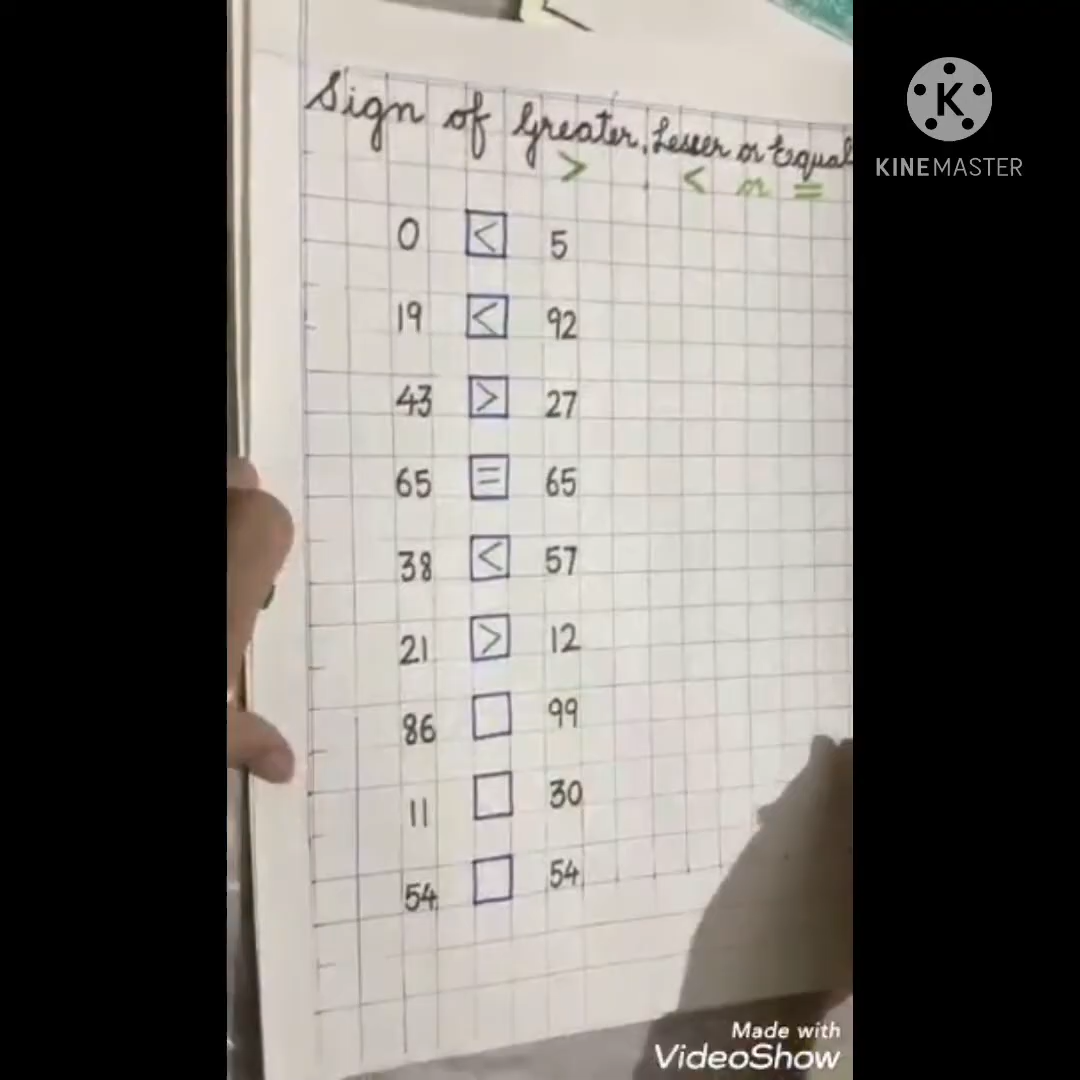 Sign of Greater, Lesser or Equal
> , < or =
0 < 5
19 < 92
43 > 27
65 = 65
38 < 57
21 > 12
86 □ 99
11 □ 30
54 □ 54
K
KINEMASTER
Made with
VideoShow